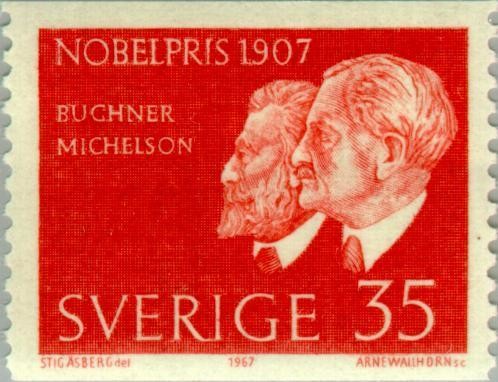 NOBELPRIS 1907
BUCHNER
MICHELSON
SVERIGE 35
STIG ÅSBERG del 1967 ARNE WALLHORN sc